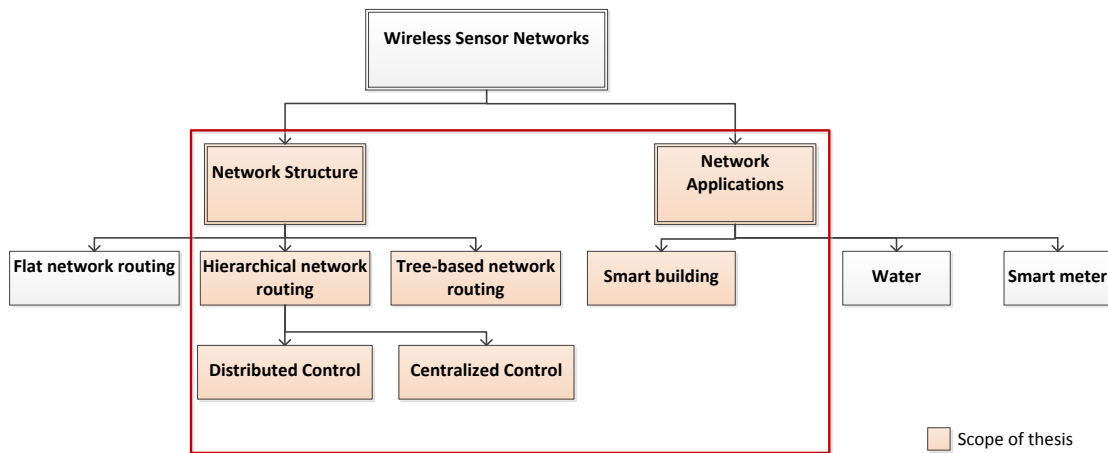 Wireless Sensor Networks
Network Structure
Network
Applications
Flat network routing
Hierarchical network
routing
Tree-based network
routing
Smart building
Water
Smart meter
Distributed Control
Centralized Control
Scope of thesis